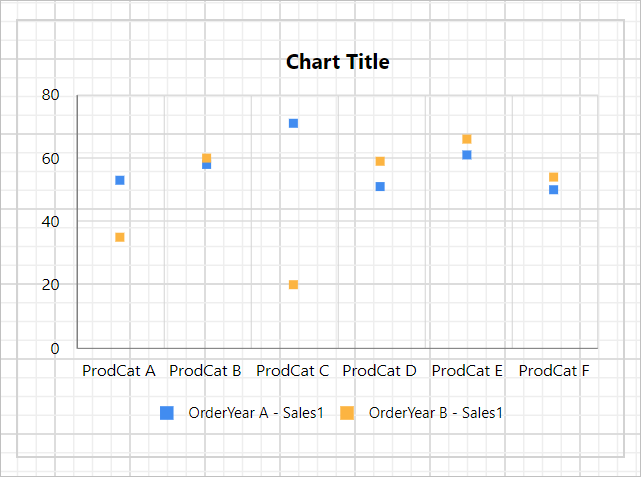 Chart Title
80
60
40
20
0
ProdCat A ProdCat B ProdCat C ProdCat D ProdCat E ProdCat F
OrderYear A - Sales1 OrderYear B - Sales1